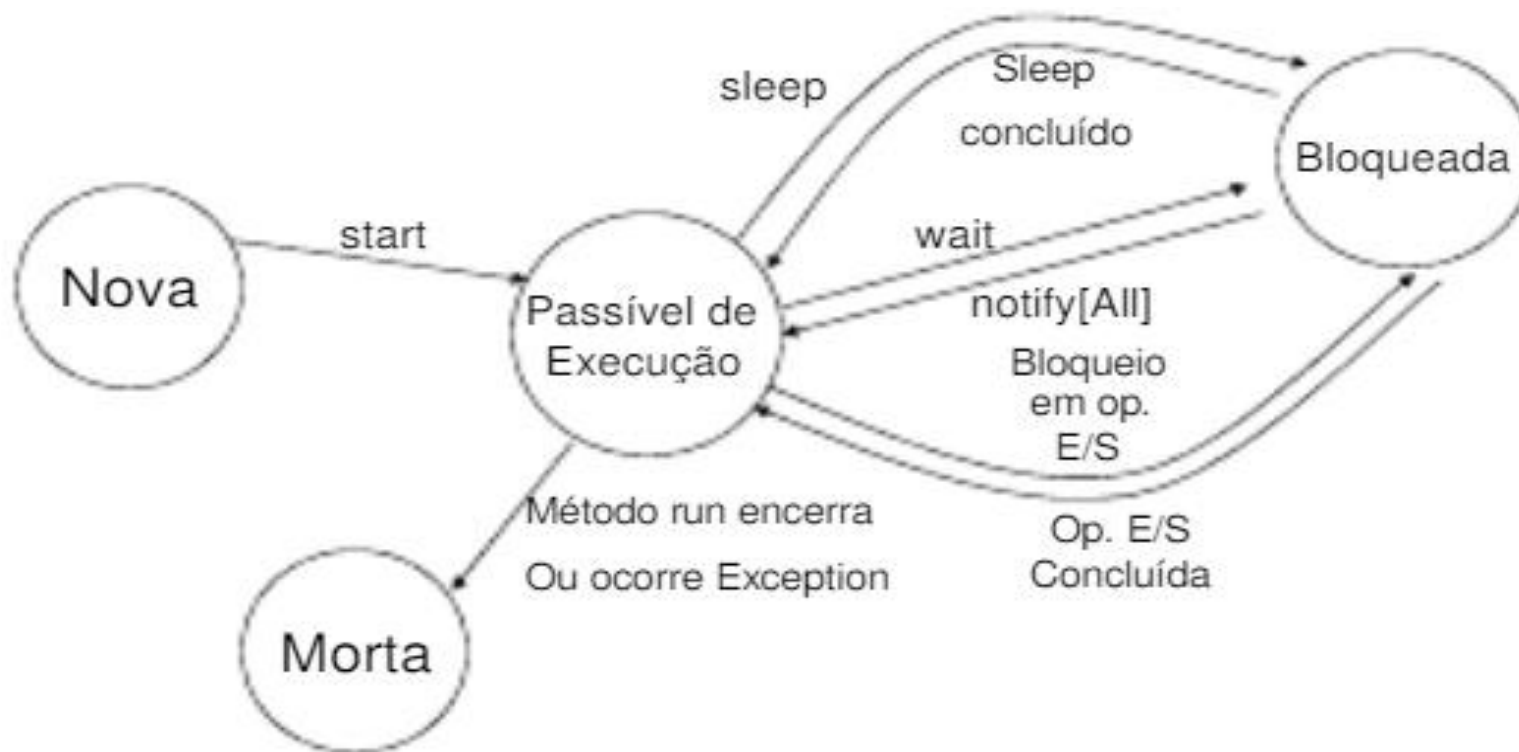 sleep
Sleep
concluído
Bloqueada
start
wait
Nova
Passível de
Execução
notify[All]
Bloqueio
em op.
E/S
Método run encerra
Ou ocorre Exception
Op. E/S
Concluída
Morta